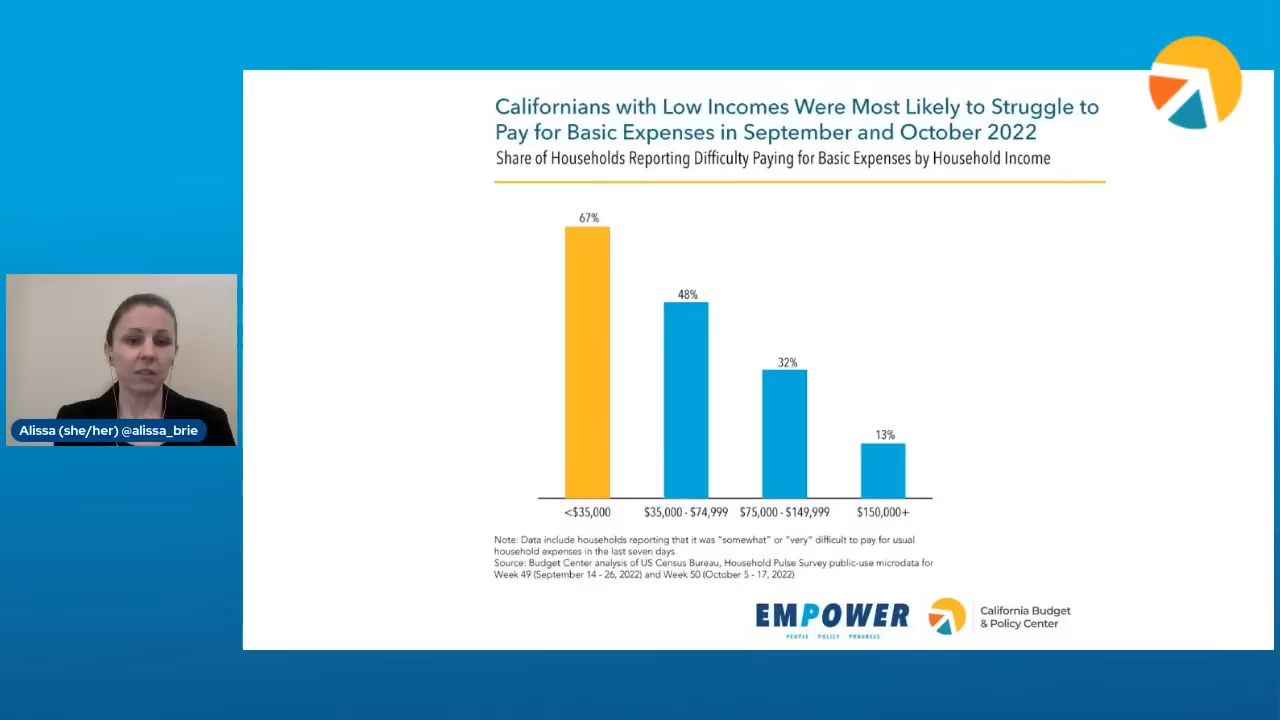 Californians with Low Incomes Were Most Likely to Struggle to
Pay for Basic Expenses in September and October 2022
Share of Households Reporting Difficulty Paying for Basic Expenses by Household Income
67%
48%
32%
13%
<$35,000
$35,000 - $74,999
$75,000 - $149,999
$150,000+
Note: Data include households reporting that it was “somewhat” or “very” difficult to pay for usual
household expenses in the last seven days.
Source: Budget Center analysis of US Census Bureau, Household Pulse Survey public-use microdata for
Week 49 (September 14 - 26, 2022) and Week 50 (October 5 - 17, 2022)
EMPOWER
PEOPLE POLICY PROGRESS
California Budget
& Policy Center
Alissa (she/her) @alissa_brie